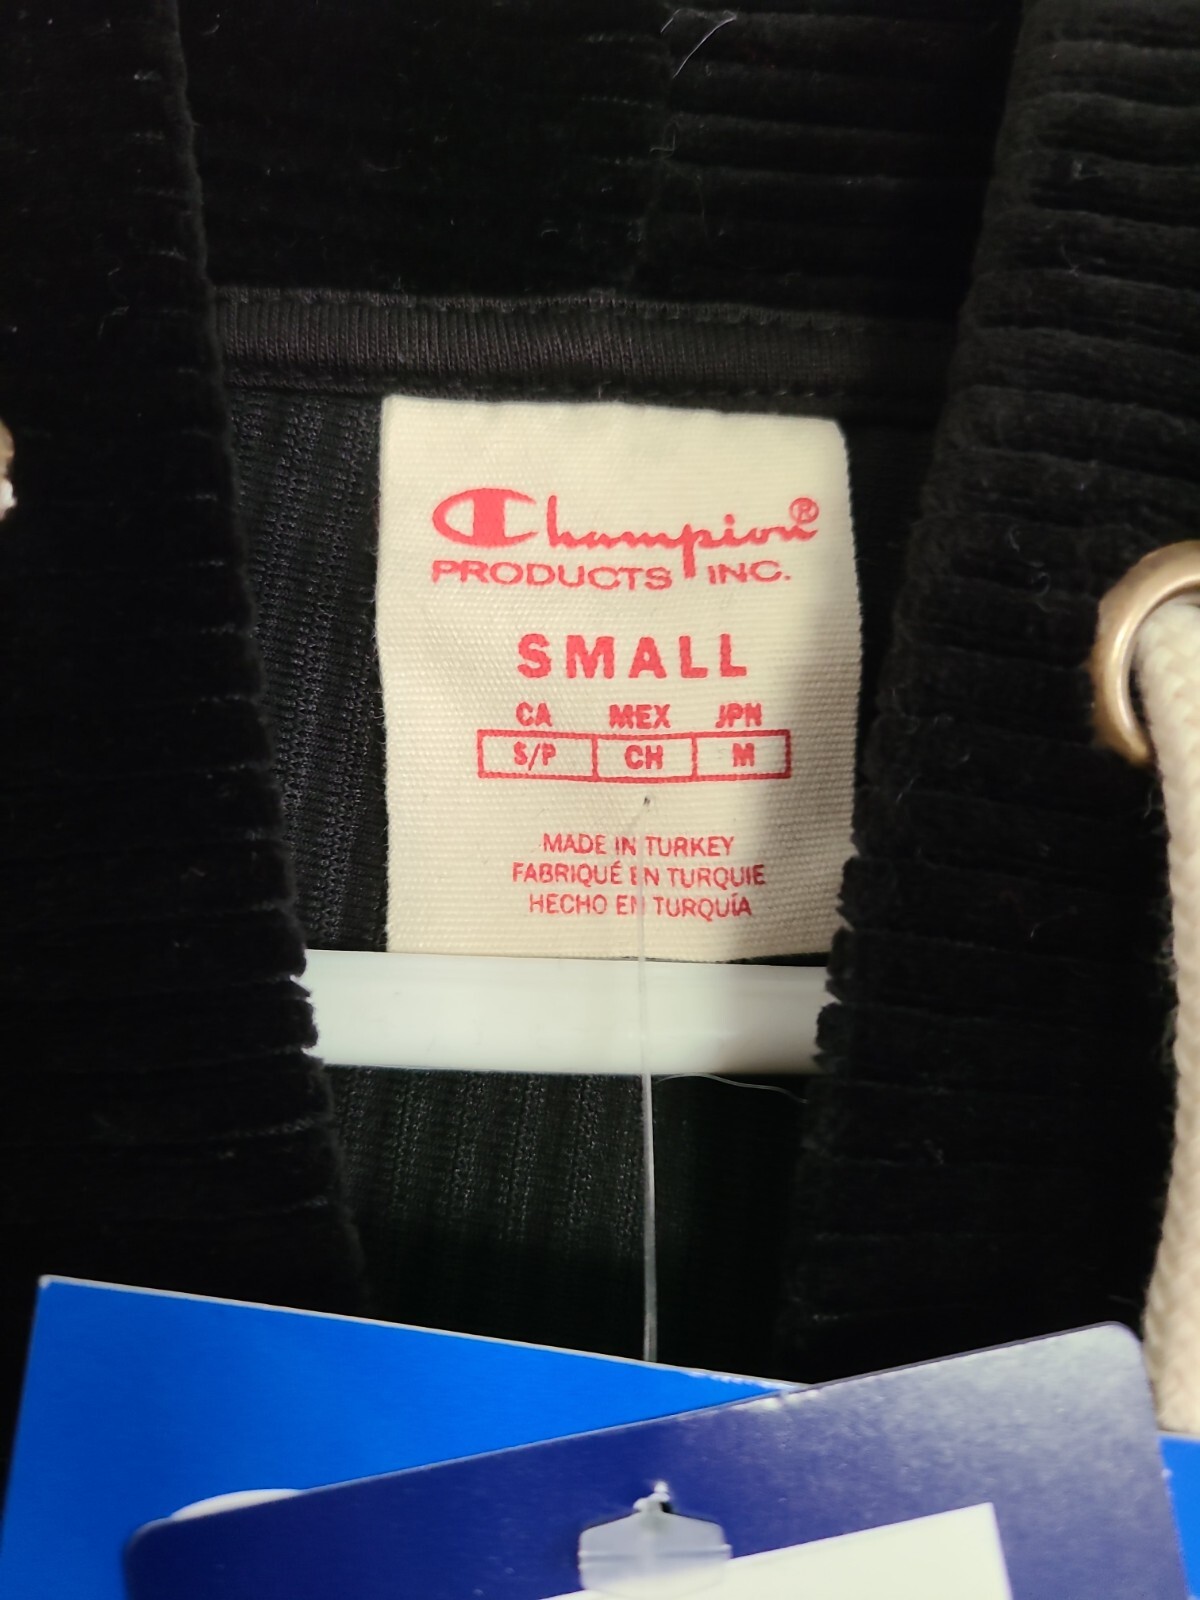 Champion®
PRODUCTS INC.
SMALL
CA MEX JPN
S/P CH M
MADE IN TURKEY
FABRIQUÉ EN TURQUIE
HECHO EN TURQUÍA